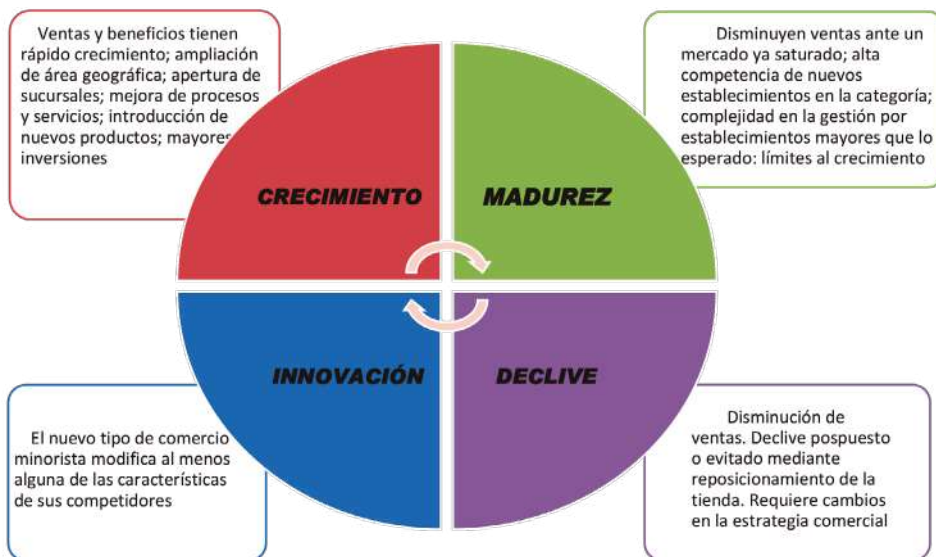 Ventas y beneficios tienen
rápido crecimiento; ampliación
de área geográfica; apertura de
sucursales; mejora de procesos
y servicios; introducción de
nuevos productos; mayores
inversiones
Disminuyen ventas ante un
mercado ya saturado; alta
competencia de nuevos
establecimientos en la categoría;
complejidad en la gestión por
establecimientos mayores que lo
esperado: límites al crecimiento
CRECIMIENTO
MADUREZ
INNOVACIÓN
DECLIVE
El nuevo tipo de comercio
minorista modifica al menos
alguna de las características
de sus competidores
Disminución de
ventas. Declive pospuesto
o evitado mediante
reposicionamiento de la
tienda. Requiere cambios
en la estrategia comercial